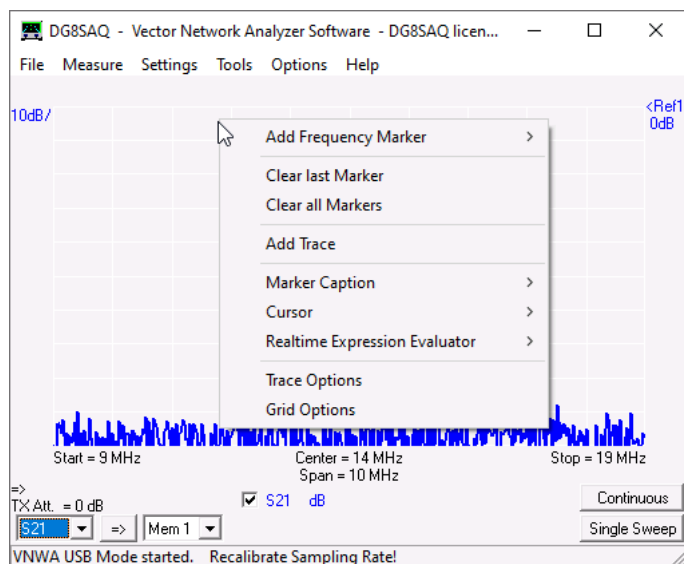 DG8SAQ - Vector Network Analyzer Software - DG8SAQ licen...
File Measure Settings Tools Options Help
10dB/
<Ref1
0dB
Add Frequency Marker
Clear last Marker
Clear all Markers
Add Trace
Marker Caption
Cursor
Realtime Expression Evaluator
Trace Options
Grid Options
Start = 9 MHz Center = 14 MHz Stop = 19 MHz
Span = 10 MHz
=>
TX Att. = 0 dB S21 dB Continuous
S21 => Mem 1 Single Sweep
VNWA USB Mode started. Recalibrate Sampling Rate!